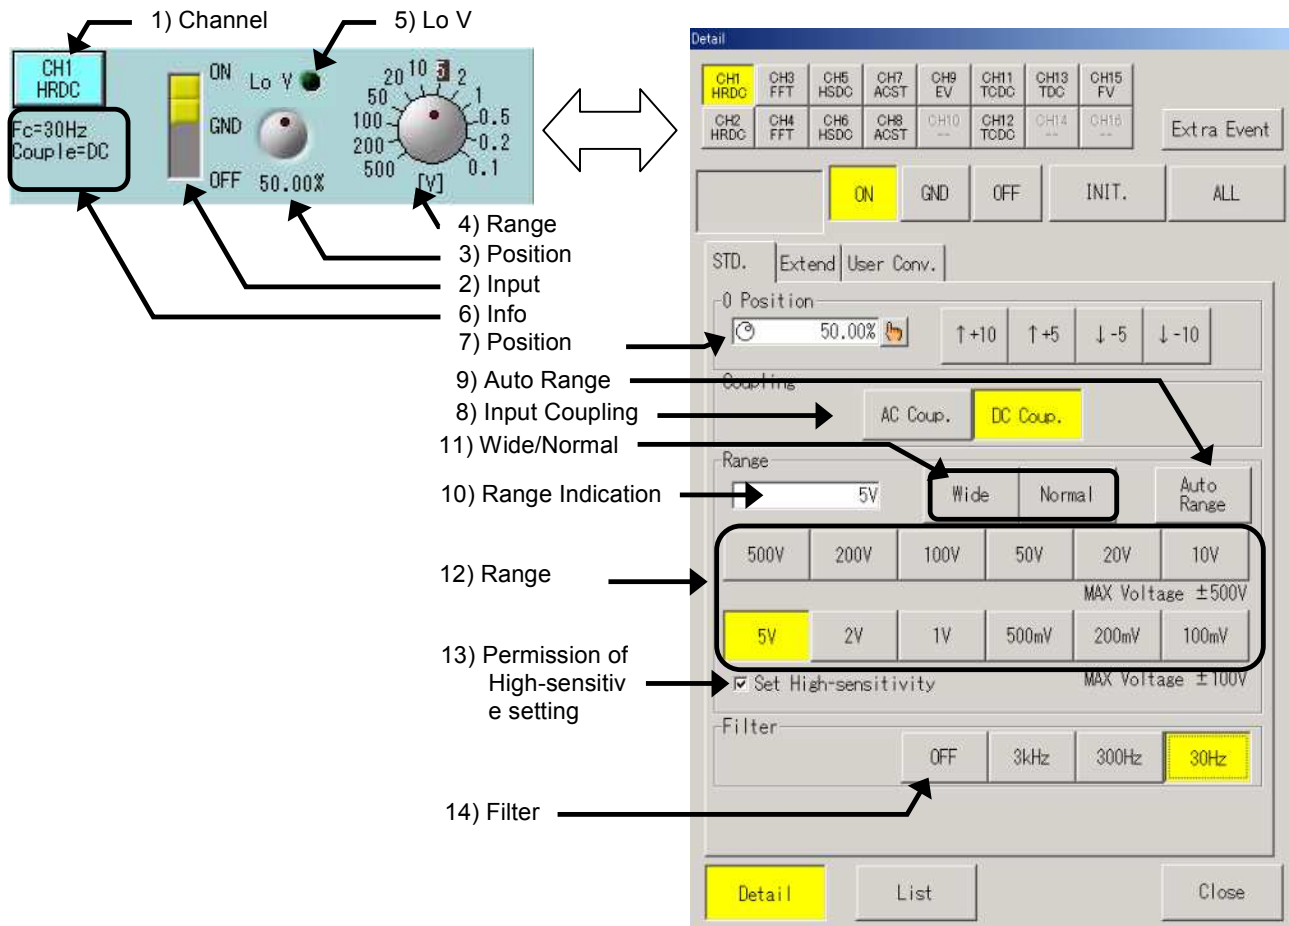 1) Channel
5) Lo V
CH1
HRDC
Fc=30Hz
Couple=DC
ON
GND
OFF
Lo V
50.00%
500
200
100
50
20
10
5
2
1
0.5
0.2
0.1
[V]
4) Range
3) Position
2) Input
6) Info
7) Position
9) Auto Range
8) Input Coupling
11) Wide/Normal
10) Range Indication
12) Range
13) Permission of
High-sensitiv
e setting
14) Filter
Detail
CH1 HRDC
CH3 FFT
CH5 HSDC
CH7 ACST
CH9 EV
CH11 TCDC
CH13 TDC
CH15 FV
CH2 HRDC
CH4 FFT
CH6 HSDC
CH8 ACST
CH10 --
CH12 TCDC
CH14 --
CH16 --
Extra Event
ON GND OFF INIT. ALL
STD. Extend User Conv.
0 Position
50.00% ↑+10 ↑+5 ↓-5 ↓-10
Coupling
AC Coup. DC Coup.
Range
5V Wide Normal Auto Range
500V 200V 100V 50V 20V 10V
MAX Voltage ±500V
5V 2V 1V 500mV 200mV 100mV
Set High-sensitivity MAX Voltage ±100V
Filter
OFF 3kHz 300Hz 30Hz
Detail List Close